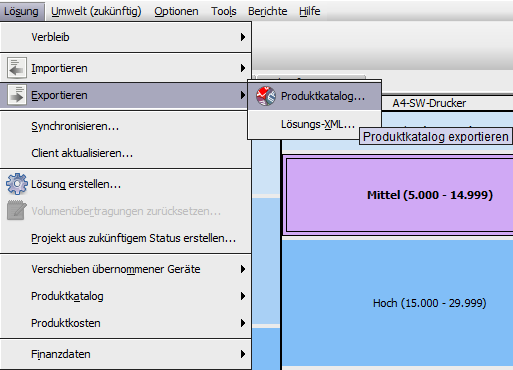 Lösung Umwelt (zukünftig) Optionen Tools Berichte Hilfe
Verbleib
Importieren
Exportieren
Synchronisieren...
Client aktualisieren...
Lösung erstellen...
Volumenübertragungen zurücksetzen...
Projekt aus zukünftigem Status erstellen...
Verschieben übernommener Geräte
Produktkatalog
Produktkosten
Finanzdaten
Produktkatalog...
Lösungs-XML...
Produktkatalog exportieren
A4-SW-Drucker
Mittel (5.000 - 14.999)
Hoch (15.000 - 29.999)